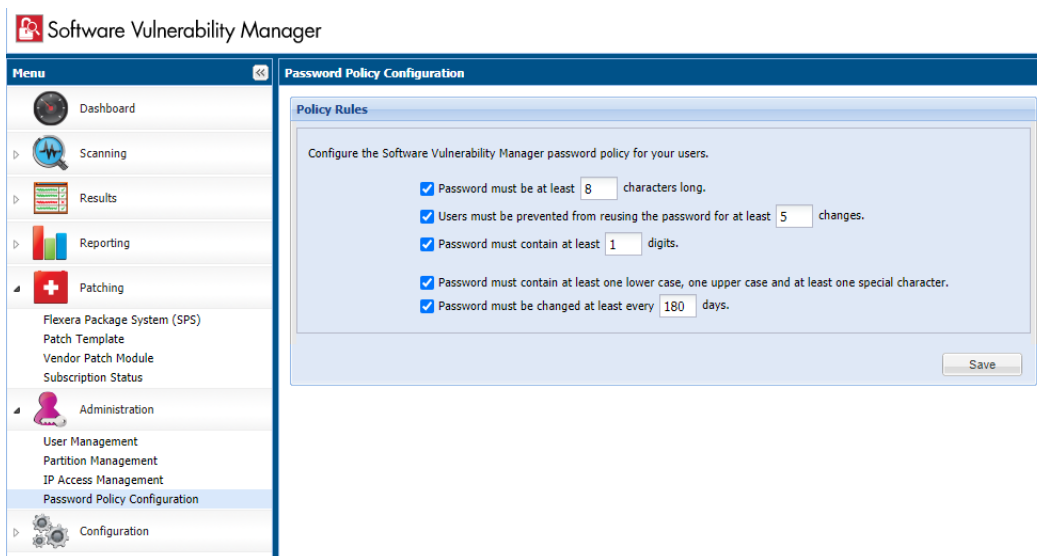 Software Vulnerability Manager
Menu
Dashboard
Scanning
Results
Reporting
Patching
Flexera Package System (SPS)
Patch Template
Vendor Patch Module
Subscription Status
Administration
User Management
Partition Management
IP Access Management
Password Policy Configuration
Configuration
Password Policy Configuration
Policy Rules
Configure the Software Vulnerability Manager password policy for your users.
Password must be at least 8 characters long.
Users must be prevented from reusing the password for at least 5 changes.
Password must contain at least 1 digits.
Password must contain at least one lower case, one upper case and at least one special character.
Password must be changed at least every 180 days.
Save